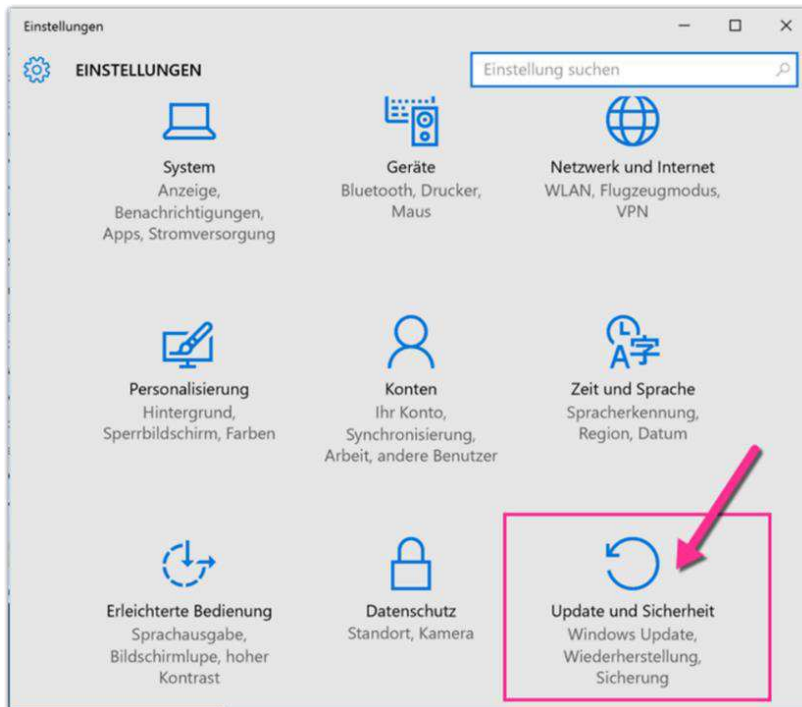 Einstellungen
EINSTELLUNGEN
Einstellung suchen
System
Anzeige,
Benachrichtigungen,
Apps, Stromversorgung
Geräte
Bluetooth, Drucker,
Maus
Netzwerk und Internet
WLAN, Flugzeugmodus,
VPN
Personalisierung
Hintergrund,
Sperrbildschirm, Farben
Konten
Ihr Konto,
Synchronisierung,
Arbeit, andere Benutzer
A字
Zeit und Sprache
Spracherkennung,
Region, Datum
Erleichterte Bedienung
Sprachausgabe,
Bildschirmlupe, hoher
Kontrast
Datenschutz
Standort, Kamera
Update und Sicherheit
Windows Update,
Wiederherstellung,
Sicherung